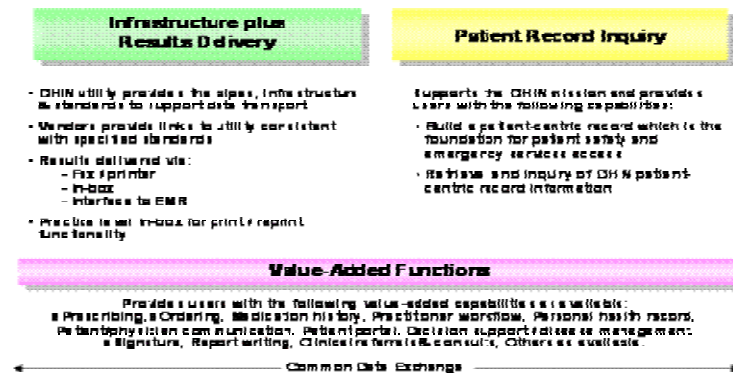 Infrastructure plus
Results Delivery
• DHIN utility provides the pipes, infrastructure
& standards to support data transport
• Vendors provide links to utility consistent
with specified standards
• Results delivered via:
– Fax / printer
– In-box
– Interface to EMR
• Practice level in-box for print / reprint
functionality
Patient Record Inquiry
Supports the DHIN mission and provides
users with the following capabilities:
• Build a patient-centric record which is the
foundation for patient safety and
emergency services access
• Retrieve and inquiry of DHIN patient-
centric record information
Value-Added Functions
Provides users with the following value-added capabilities as available:
ePrescribing, eOrdering, Medication history, Practitioner workflow, Personal health record,
Patient/physician communication, Patient portal, Decision support / disease management,
eSignature, Report writing, Clinical referrals & consults, Others as available.
Common Data Exchange